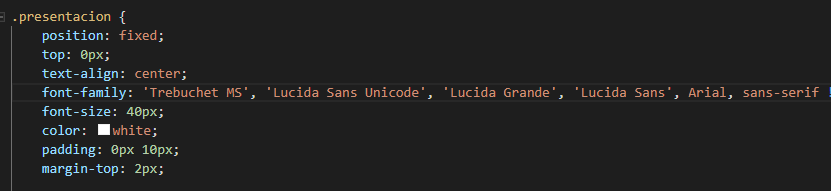 .presentacion {
position: fixed;
top: 0px;
text-align: center;
font-family: 'Trebuchet MS', 'Lucida Sans Unicode', 'Lucida Grande', 'Lucida Sans', Arial, sans-serif !
font-size: 40px;
color: white;
padding: 0px 10px;
margin-top: 2px;